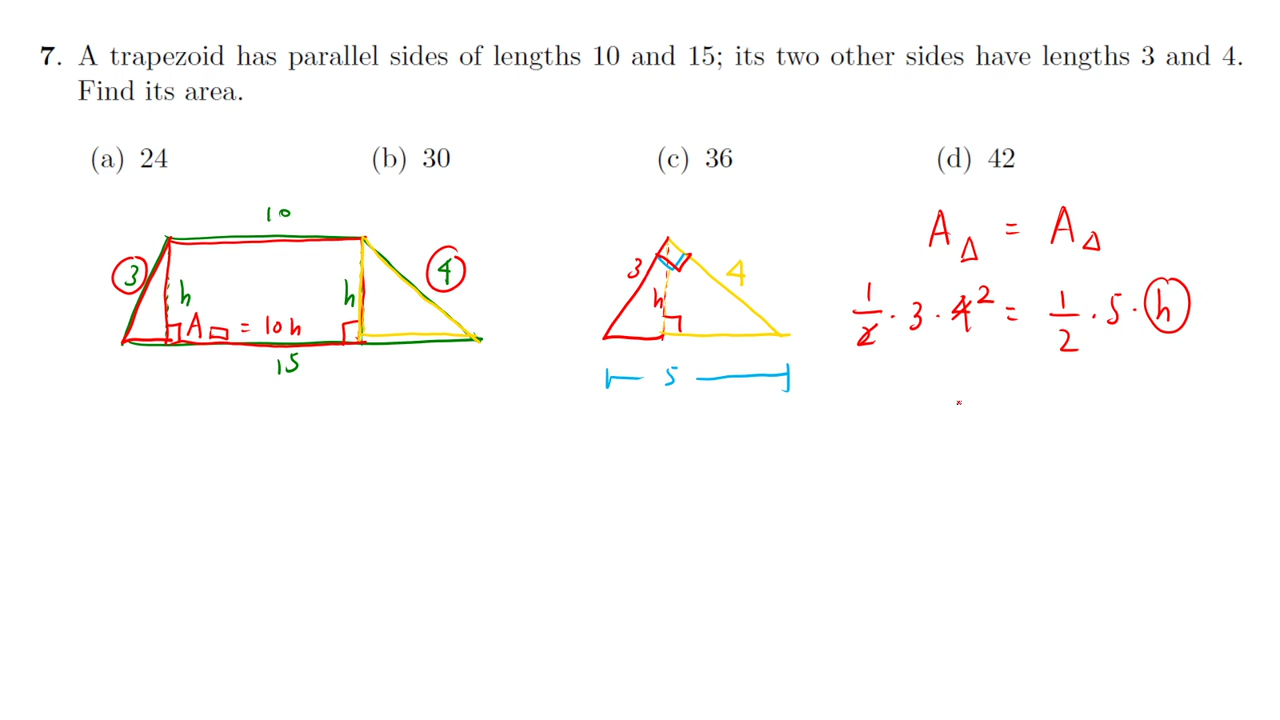 7. A trapezoid has parallel sides of lengths 10 and 15; its two other sides have lengths 3 and 4.
Find its area.
(a) 24 (b) 30 (c) 36 (d) 42
10
3 h h 4
A▭ = 10h
15
3 h 4
5
A△ = A△
1/2 · 3 · 4² = 1/2 · 5 · h